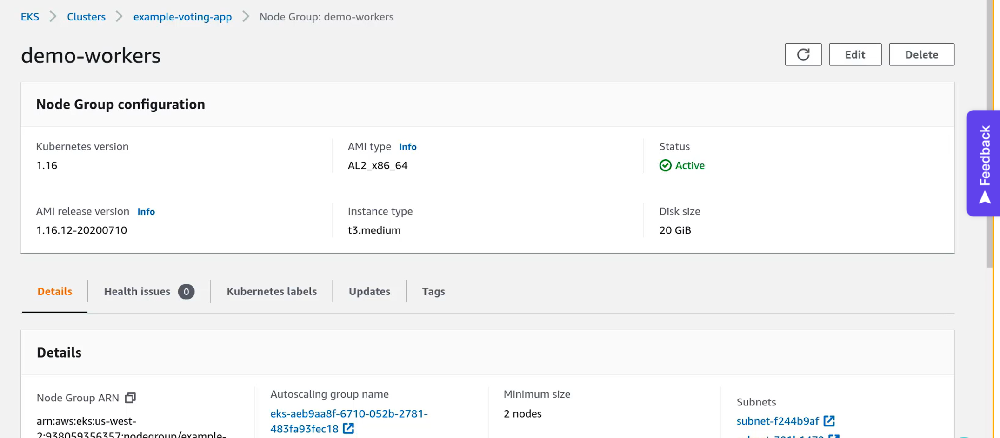 EKS > Clusters > example-voting-app > Node Group: demo-workers
demo-workers
Edit
Delete
Node Group configuration
Kubernetes version
1.16
AMI type Info
AL2_x86_64
Status
Active
AMI release version Info
1.16.12-20200710
Instance type
t3.medium
Disk size
20 GiB
Feedback
Details
Health issues 0
Kubernetes labels
Updates
Tags
Details
Node Group ARN
arn:aws:eks:us-west-
2:938059356357:nodegroup/example-
Autoscaling group name
eks-aeb9aa8f-6710-052b-2781-
483fa93fec18
Minimum size
2 nodes
Subnets
subnet-f244b9af